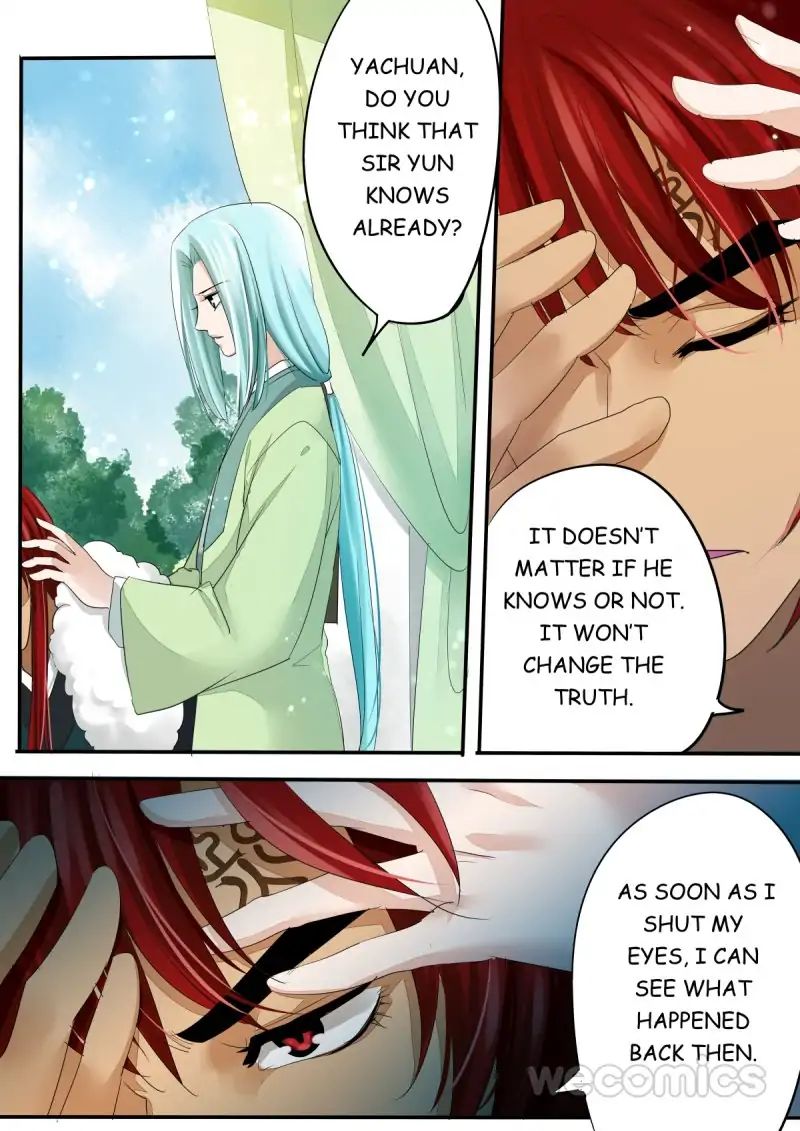 YACHUAN,
DO YOU
THINK THAT
SIR YUN
KNOWS
ALREADY?
IT DOESN'T
MATTER IF HE
KNOWS OR NOT.
IT WON'T
CHANGE THE
TRUTH.
AS SOON AS I
SHUT MY
EYES, I CAN
SEE WHAT
HAPPENED
BACK THEN.
wecomics